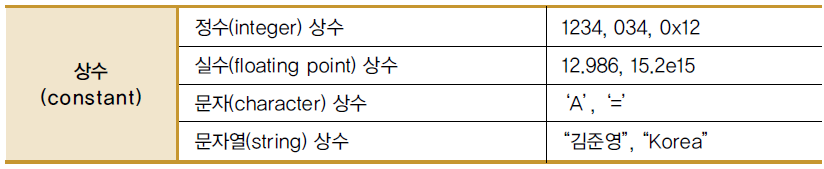 상수
(constant)
정수(integer) 상수
1234, 034, 0x12
실수(floating point) 상수
12.986, 15.2e15
문자(character) 상수
‘A’, ‘=’
문자열(string) 상수
“김준영”, “Korea”